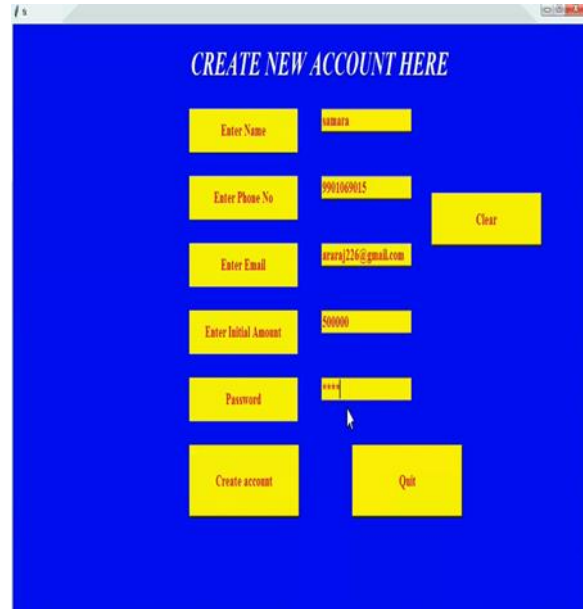 CREATE NEW ACCOUNT HERE
Enter Name samara
Enter Phone No 9901069015
Clear
Enter Email araraj226@gmail.com
Enter Initial Amount 500000
Password ****
Create account Quit